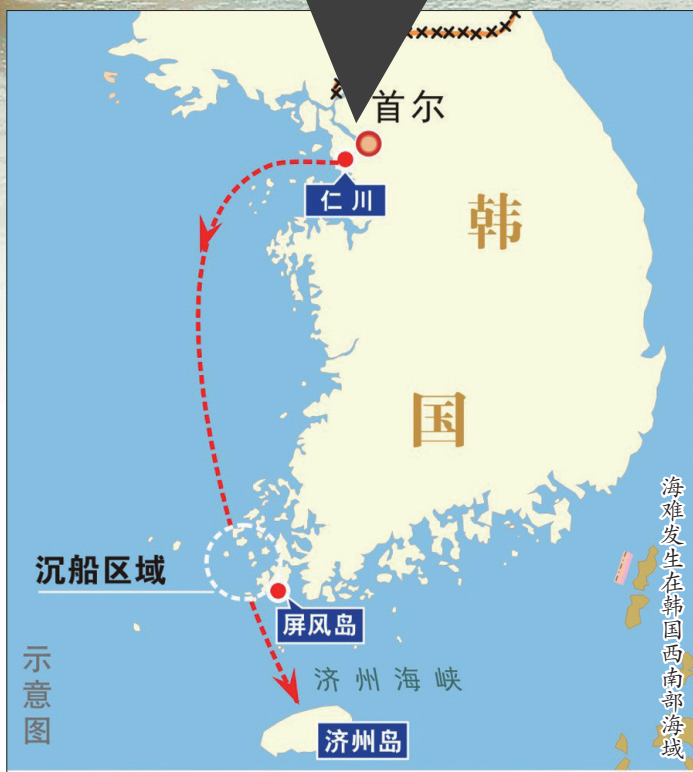 首尔
仁川
韩
国
沉船区域
屏风岛
济州海峡
济州岛
示意图
海难发生在韩国西南部海域